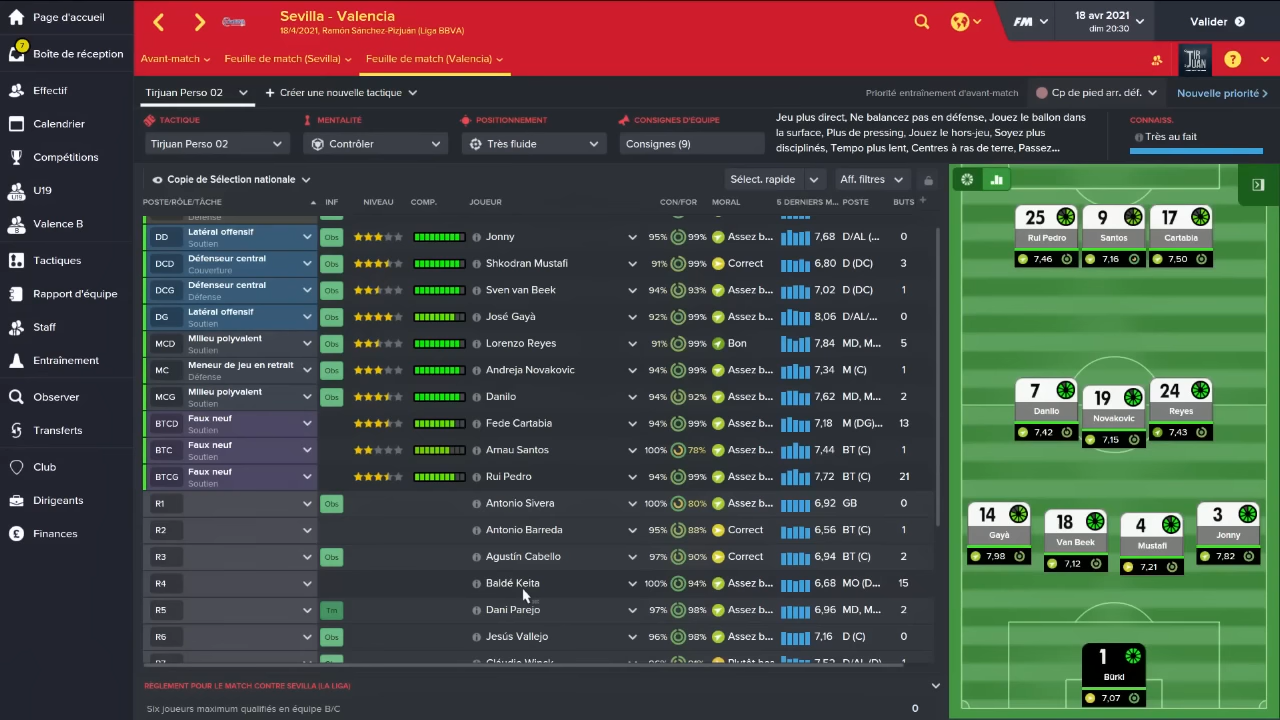 Page d'accueil
7
Boîte de réception
Effectif
Calendrier
Compétitions
U19
U19
Valence B
B
Tactiques
Rapport d'équipe
Staff
Entraînement
Observer
Transferts
Club
Dirigeants
Finances
Sevilla - Valencia
18/4/2021, Ramón Sánchez-Pizjuán (Liga BBVA)
FM
18 avr 2021
dim 20:30
Valider
Avant-match
Feuille de match (Sevilla)
Feuille de match (Valencia)
TIR JUAN
?
Tirjuan Perso 02
+ Créer une nouvelle tactique
Priorité entraînement d'avant-match
Cp de pied arr. déf.
Nouvelle priorité >
TACTIQUE
MENTALITÉ
POSITIONNEMENT
CONSIGNES D'ÉQUIPE
Tirjuan Perso 02
Contrôler
Très fluide
Consignes (9)
Jeu plus direct, Ne balancez pas en défense, Jouez le ballon dans
la surface, Plus de pressing, Jouez le hors-jeu, Soyez plus
disciplinés, Tempo plus lent, Centres à ras de terre, Passez...
CONNAISS.
Très au fait
Copie de Sélection nationale
Sélect. rapide
Aff. filtres
POSTE/RÔLE/TÂCHE INF NIVEAU COMP. JOUEUR CON/FOR MORAL 5 DERNIERS M... POSTE BUTS +
Défense
DD Latéral offensif Soutien Obs Jonny 95% 99% Assez b... 7,68 D/AL (... 0
DCD Défenseur central Couverture Obs Shkodran Mustafi 91% 99% Correct 6,80 D (DC) 3
DCG Défenseur central Défense Obs Sven van Beek 94% 93% Assez b... 7,02 D (DC) 1
DG Latéral offensif Soutien Obs José Gayà 92% 99% Assez b... 8,06 D/AL/... 0
MCD Milieu polyvalent Soutien Obs Lorenzo Reyes 91% 99% Bon 7,84 MD, M... 5
MC Meneur de jeu en retrait Défense Obs Andreja Novakovic 94% 99% Assez b... 7,34 M (C) 1
MCG Milieu polyvalent Soutien Obs Danilo 94% 92% Assez b... 7,62 MD, M... 2
BTCD Faux neuf Soutien Fede Cartabia 94% 99% Assez b... 7,18 M (DG)... 13
BTC Faux neuf Soutien Arnau Santos 100% 78% Assez b... 7,44 BT (C) 1
BTCG Faux neuf Soutien Rui Pedro 94% 99% Assez b... 7,72 BT (C) 21
R1 Obs Antonio Sivera 100% 80% Assez b... 6,92 GB 0
R2 Antonio Barreda 95% 88% Correct 6,56 BT (C) 1
R3 Obs Agustín Cabello 97% 90% Correct 6,94 BT (C) 2
R4 Baldé Keita 100% 94% Assez b... 6,68 MO (D... 15
R5 Tm Dani Parejo 97% 98% Assez b... 6,96 MD, M... 2
R6 Obs Jesús Vallejo 96% 98% Assez b... 7,16 D (C) 0
RÈGLEMENT POUR LE MATCH CONTRE SEVILLA (LA LIGA)
Six joueurs maximum qualifiés en équipe B/C 0
25 9 17
Rui Pedro Santos Cartabia
7,46 7,16 7,50
7 19 24
Danilo Novakovic Reyes
7,42 7,15 7,43
14 18 4 3
Gayà Van Beek Mustafi Jonny
7,98 7,12 7,21 7,82
1
Bürki
7,07